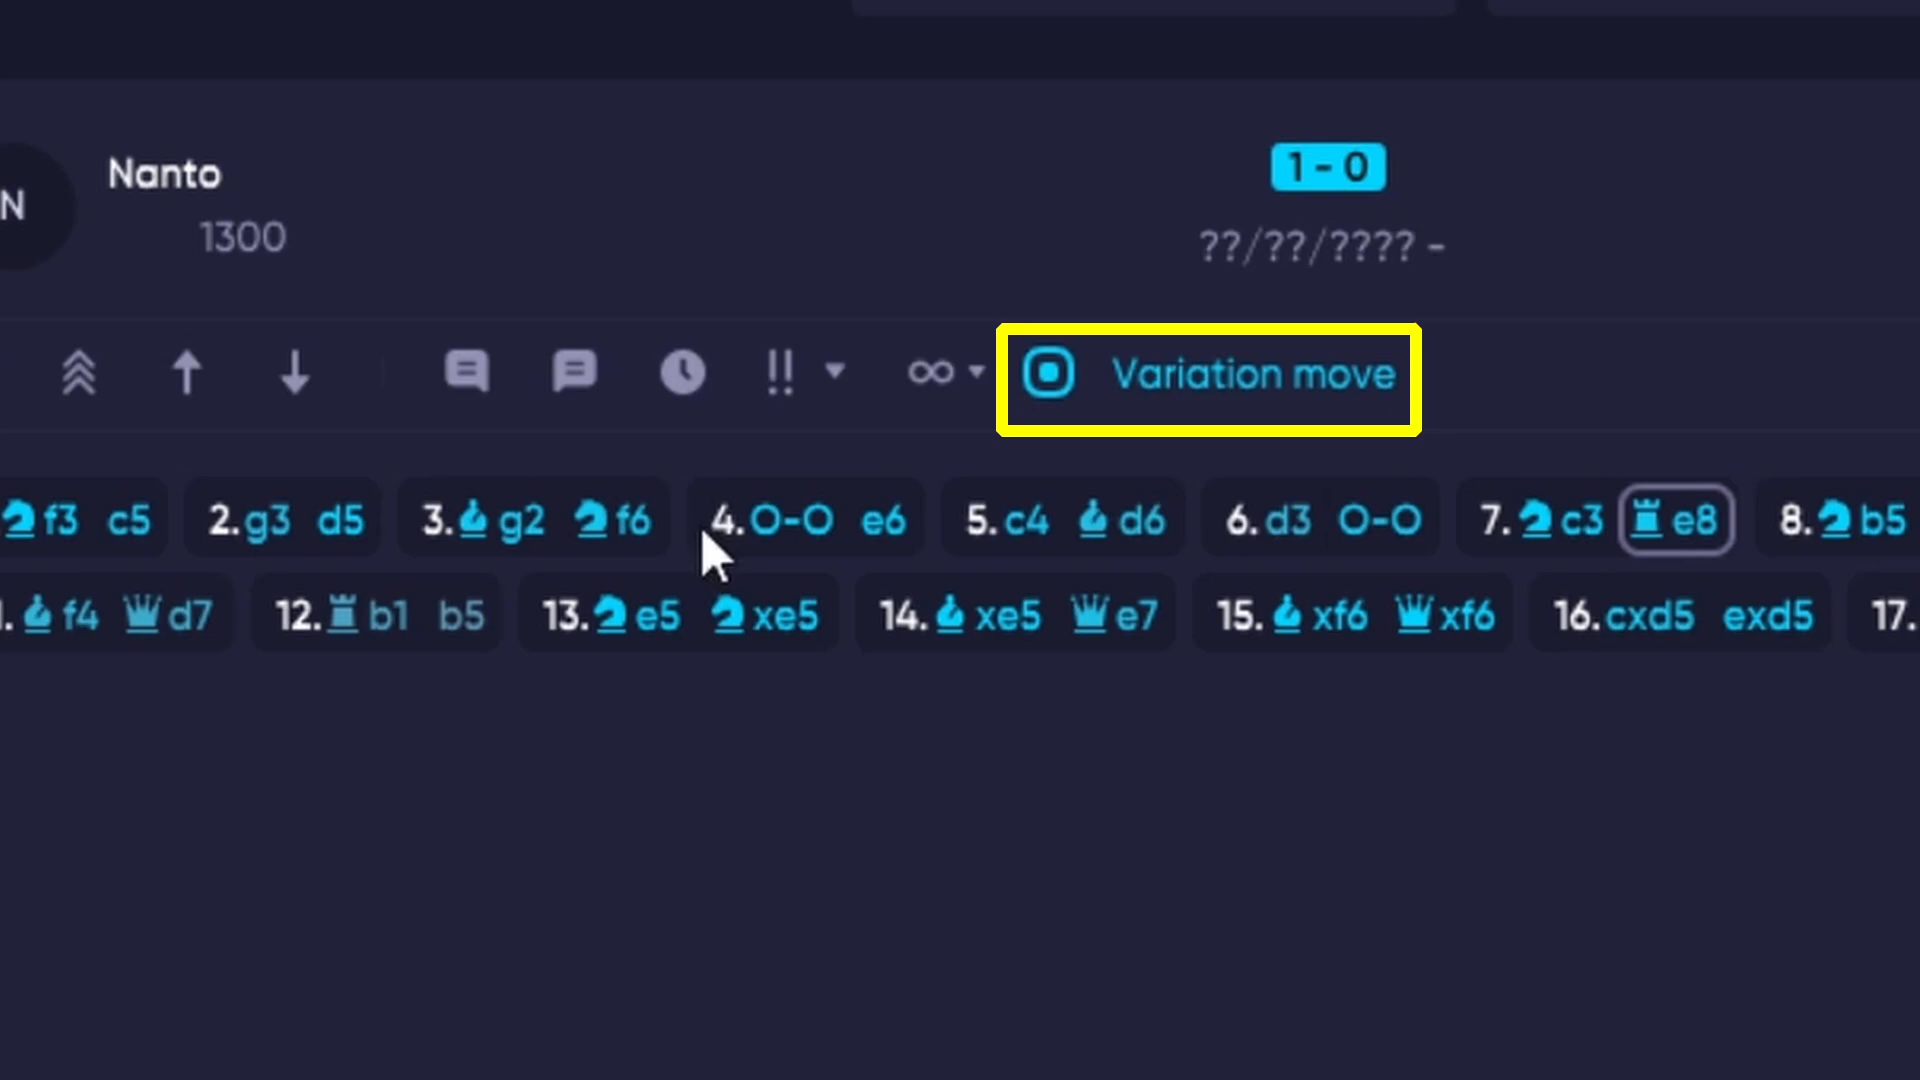 N
Nanto
1300
1 - 0
??/??/???? -
!! ∞ Variation move
f3 c5 2. g3 d5 3. g2 f6 4. O-O e6 5. c4 d6 6. d3 O-O 7. c3 e8 8. b5
. f4 d7 12. b1 b5 13. e5 xe5 14. xe5 e7 15. xf6 xf6 16. cxd5 exd5 17.